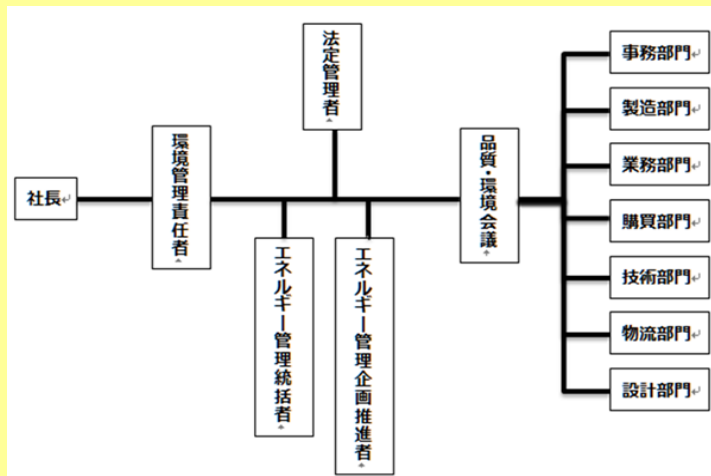 社長
環境管理責任者
法定管理者
エネルギー管理統括者
エネルギー管理企画推進者
品質・環境会議
事務部門
製造部門
業務部門
購買部門
技術部門
物流部門
設計部門